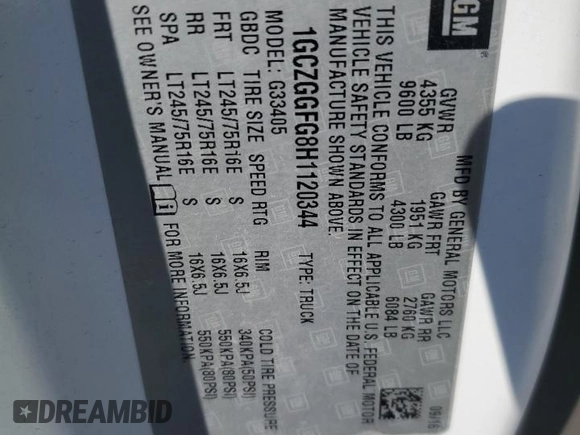 GM
MFD BY GENERAL MOTORS LLC 09/16
GVWR GAWR FRT GAWR RR
4355 KG 1951 KG 2760 KG
9600 LB 4300 LB 6084 LB
THIS VEHICLE CONFORMS TO ALL APPLICABLE U.S. FEDERAL MOTOR
VEHICLE SAFETY STANDARDS IN EFFECT ON THE DATE OF
MANUFACTURE SHOWN ABOVE.
1GCZGGFG8H1120344 TYPE: TRUCK
MODEL: G33405
GBDC TIRE SIZE SPEED RTG RIM COLD TIRE PRESSURE
FRT LT245/75R16E S 16X6.5J 340KPA(50PSI)
RR LT245/75R16E S 16X6.5J 550KPA(80PSI)
SPA LT245/75R16E S 16X6.5J 550KPA(80PSI)
SEE OWNER'S MANUAL i FOR MORE INFORMATION
DREAMBID